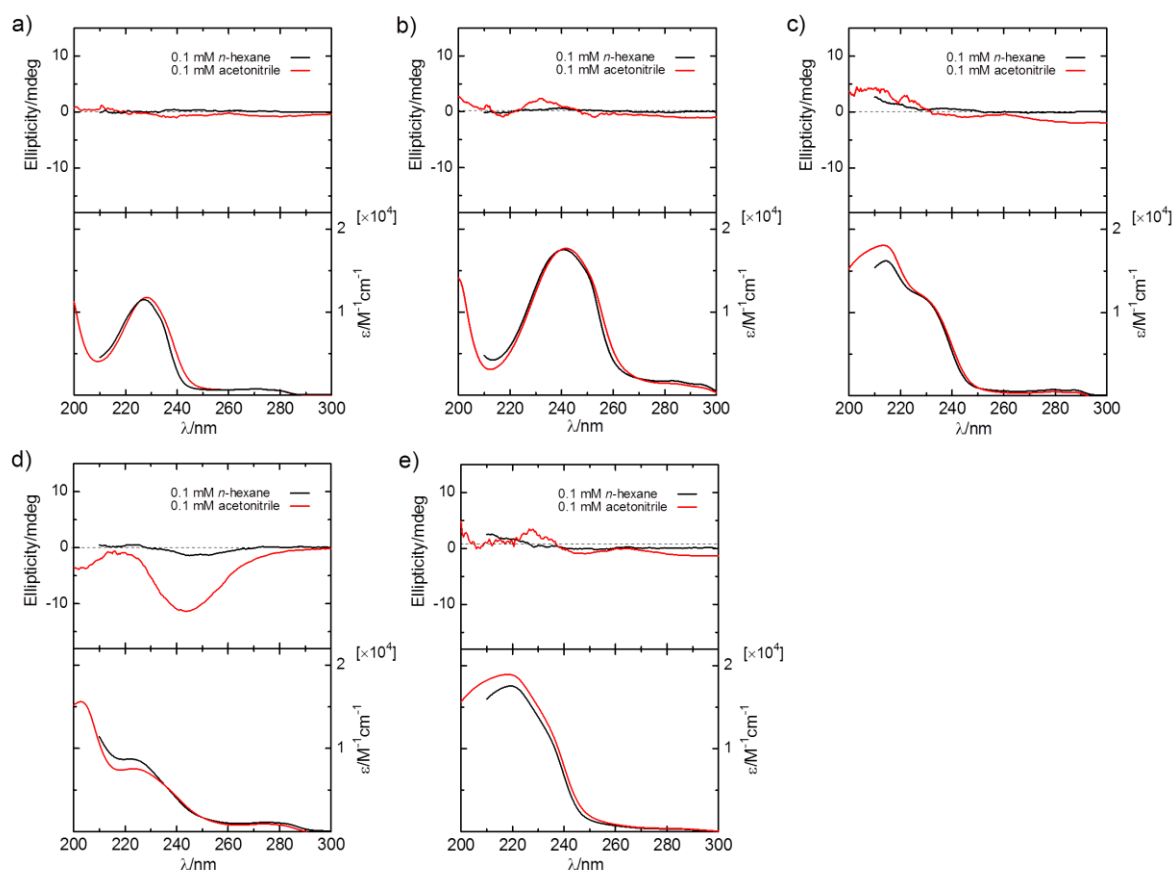 a)
15
0
-10
Ellipticity/mdeg
0.1 mM n-hexane
0.1 mM acetonitrile
[×10⁴]
2
1
ε/M⁻¹cm⁻¹
200 220 240 260 280 300
λ/nm
b)
10
0
-10
Ellipticity/mdeg
0.1 mM n-hexane
0.1 mM acetonitrile
[×10⁴]
2
1
ε/M⁻¹cm⁻¹
200 220 240 260 280 300
λ/nm
c)
10
0
-10
Ellipticity/mdeg
0.1 mM n-hexane
0.1 mM acetonitrile
[×10⁴]
2
1
ε/M⁻¹cm⁻¹
200 220 240 260 280 300
λ/nm
d)
10
0
-10
Ellipticity/mdeg
0.1 mM n-hexane
0.1 mM acetonitrile
[×10⁴]
2
1
ε/M⁻¹cm⁻¹
200 220 240 260 280 300
λ/nm
e)
10
0
-10
Ellipticity/mdeg
0.1 mM n-hexane
0.1 mM acetonitrile
[×10⁴]
2
1
ε/M⁻¹cm⁻¹
200 220 240 260 280 300
λ/nm